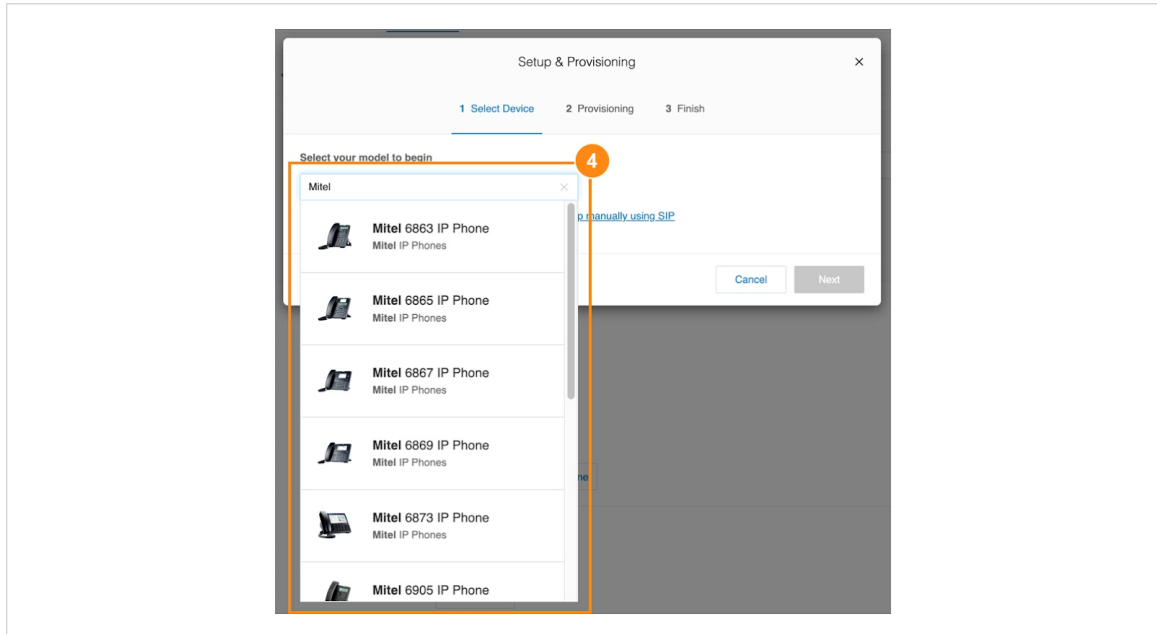 Setup & Provisioning
1 Select Device 2 Provisioning 3 Finish
Select your model to begin
4
Mitel
p manually using SIP
Mitel 6863 IP Phone
Mitel IP Phones
Cancel Next
Mitel 6865 IP Phone
Mitel IP Phones
Mitel 6867 IP Phone
Mitel IP Phones
Mitel 6869 IP Phone
Mitel IP Phones
ne
Mitel 6873 IP Phone
Mitel IP Phones
Mitel 6905 IP Phone